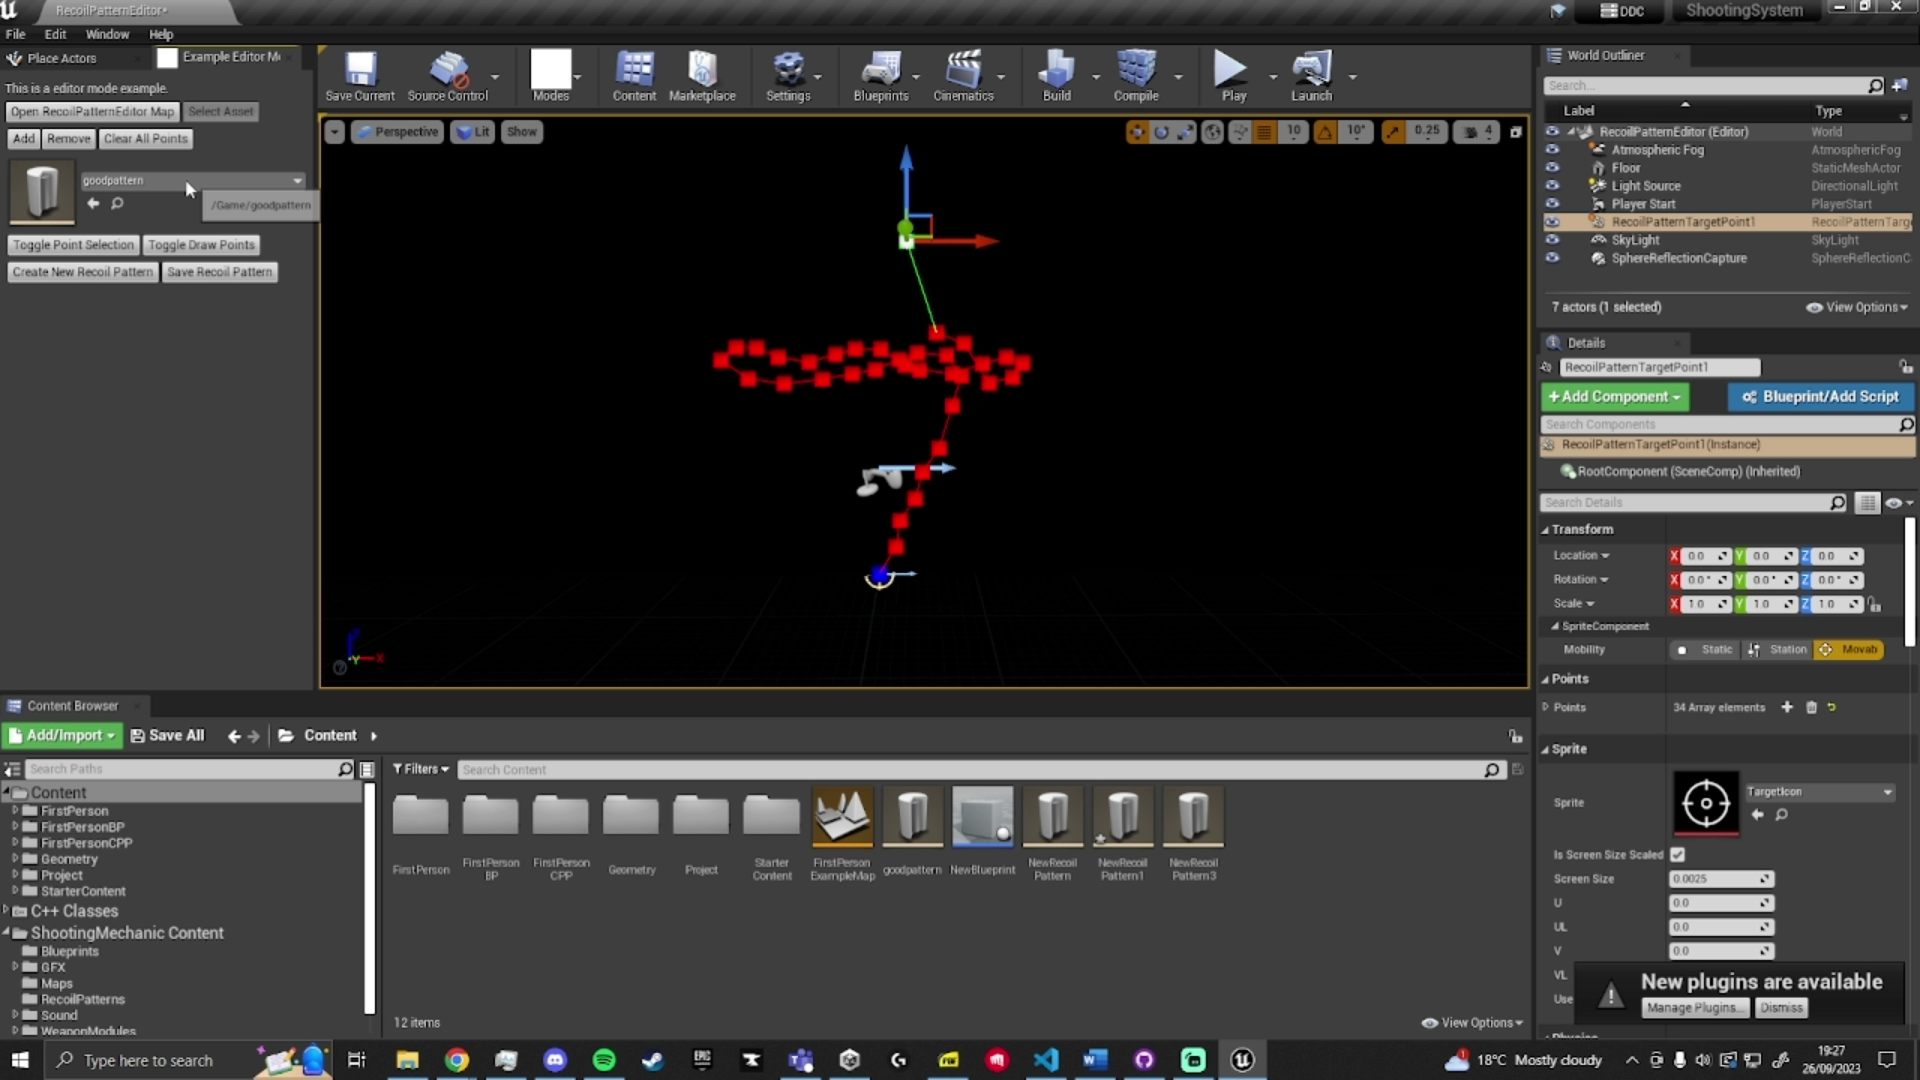 RecoilPatternEditor*
DDC
ShootingSystem
File Edit Window Help
Place Actors
Example Editor M
This is a editor mode example.
Open RecoilPatternEditor Map Select Asset
Add Remove Clear All Points
goodpattern
/Game/goodpattern
Toggle Point Selection Toggle Draw Points
Create New Recoil Pattern Save Recoil Pattern
Save Current Source Control Modes Content Marketplace Settings Blueprints Cinematics Build Compile Play Launch
Perspective Lit Show
10 10° 0.25 4
World Outliner
Search...
Label Type
RecoilPatternEditor (Editor) World
Atmospheric Fog AtmosphericFog
Floor StaticMeshActor
Light Source DirectionalLight
Player Start PlayerStart
RecoilPatternTargetPoint1 RecoilPatternTarg
SkyLight SkyLight
SphereReflectionCapture SphereReflectionC
7 actors (1 selected) View Options
Details
RecoilPatternTargetPoint1
+Add Component Blueprint/Add Script
Search Components
RecoilPatternTargetPoint1(Instance)
RootComponent (SceneComp) (Inherited)
Search Details
Transform
Location X 0.0 Y 0.0 Z 0.0
Rotation X 0.0° Y 0.0° Z 0.0°
Scale X 1.0 Y 1.0 Z 1.0
SpriteComponent
Mobility Static Station Movab
Points
Points 34 Array elements
Sprite
Sprite TargetIcon
Is Screen Size Scaled
Screen Size 0.0025
U 0.0
UL 0.0
V 0.0
VL
Use
New plugins are available
Manage Plugins... Dismiss
X Y
Content Browser
Add/Import Save All Content
Search Paths
Filters Search Content
Content
FirstPerson
FirstPersonBP
FirstPersonCPP
Geometry
Project
StarterContent
C++ Classes
ShootingMechanic Content
Blueprints
GFX
Maps
RecoilPatterns
Sound
WeaponModules
FirstPerson
FirstPerson BP
FirstPerson CPP
Geometry
Project
Starter Content
FirstPerson ExampleMap
goodpattern
NewBlueprint
NewRecoil Pattern
NewRecoil Pattern1
NewRecoil Pattern3
12 items View Options
Type here to search
EPIC
18°C Mostly cloudy
19:27
26/09/2023